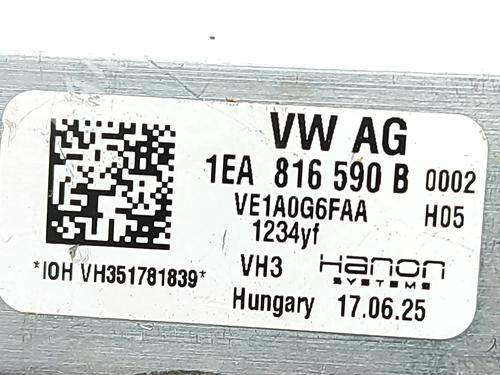 VW AG
1EA 816 590 B 0002
VE1A0G6FAA H05
1234yf
*IOH VH351781839* VH3 Hanon
SYSTEMS
Hungary 17.06.25